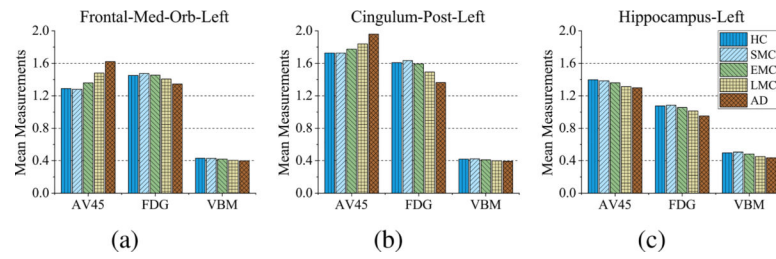 Frontal-Med-Orb-Left
Mean Measurements
2.0
1.6
1.2
0.8
0.4
0.0
AV45 FDG VBM
(a)
Cingulum-Post-Left
Mean Measurements
2.0
1.6
1.2
0.8
0.4
0.0
AV45 FDG VBM
(b)
Hippocampus-Left
Mean Measurements
2.0
1.6
1.2
0.8
0.4
0.0
HC
SMC
EMC
LMC
AD
AV45 FDG VBM
(c)